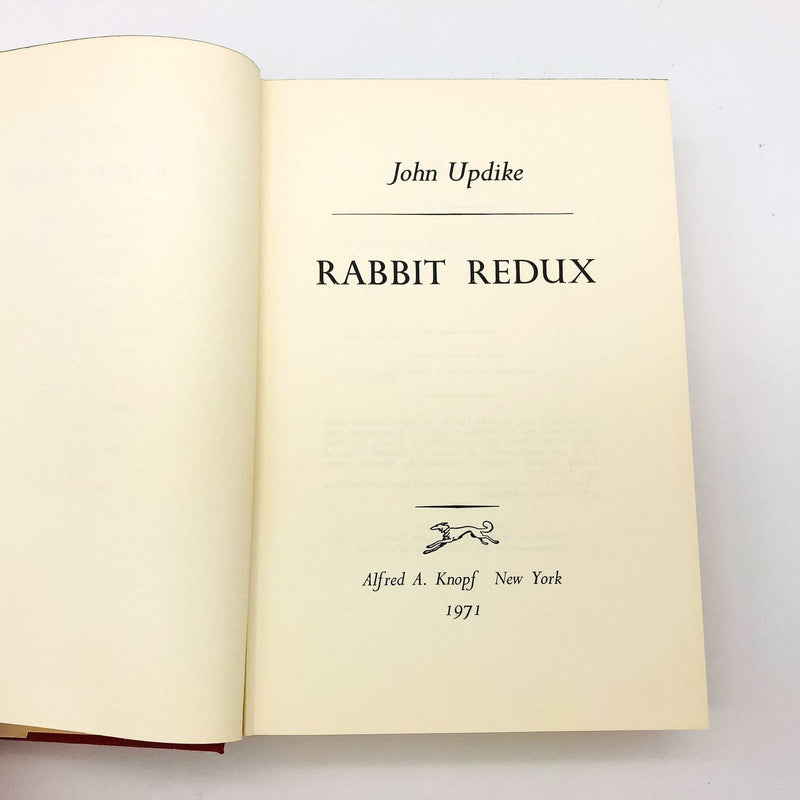 John Updike
RABBIT REDUX
Alfred A. Knopf New York
1971